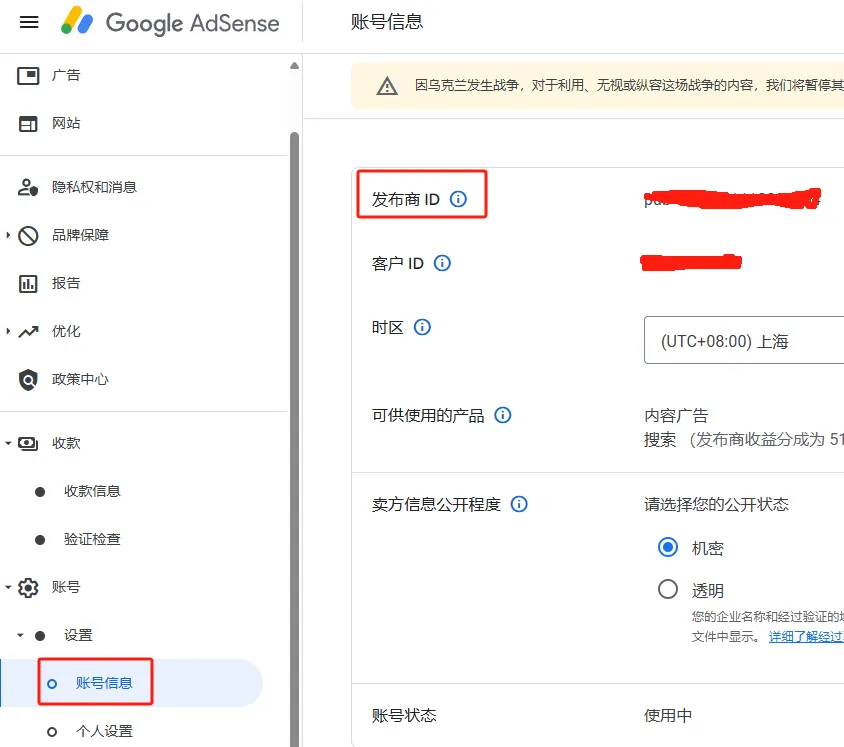 Google AdSense
账号信息
广告
网站
隐私权和消息
品牌保障
报告
优化
政策中心
收款
收款信息
验证检查
账号
设置
账号信息
个人设置
因乌克兰发生战争，对于利用、无视或纵容这场战争的内容，我们将暂停其
发布商 ID
客户 ID
时区
(UTC+08:00) 上海
可供使用的产品
内容广告
搜索 （发布商收益分成为 51
卖方信息公开程度
请选择您的公开状态
机密
透明
您的企业名称和经过验证的
文件中显示。 详细了解经过
账号状态
使用中